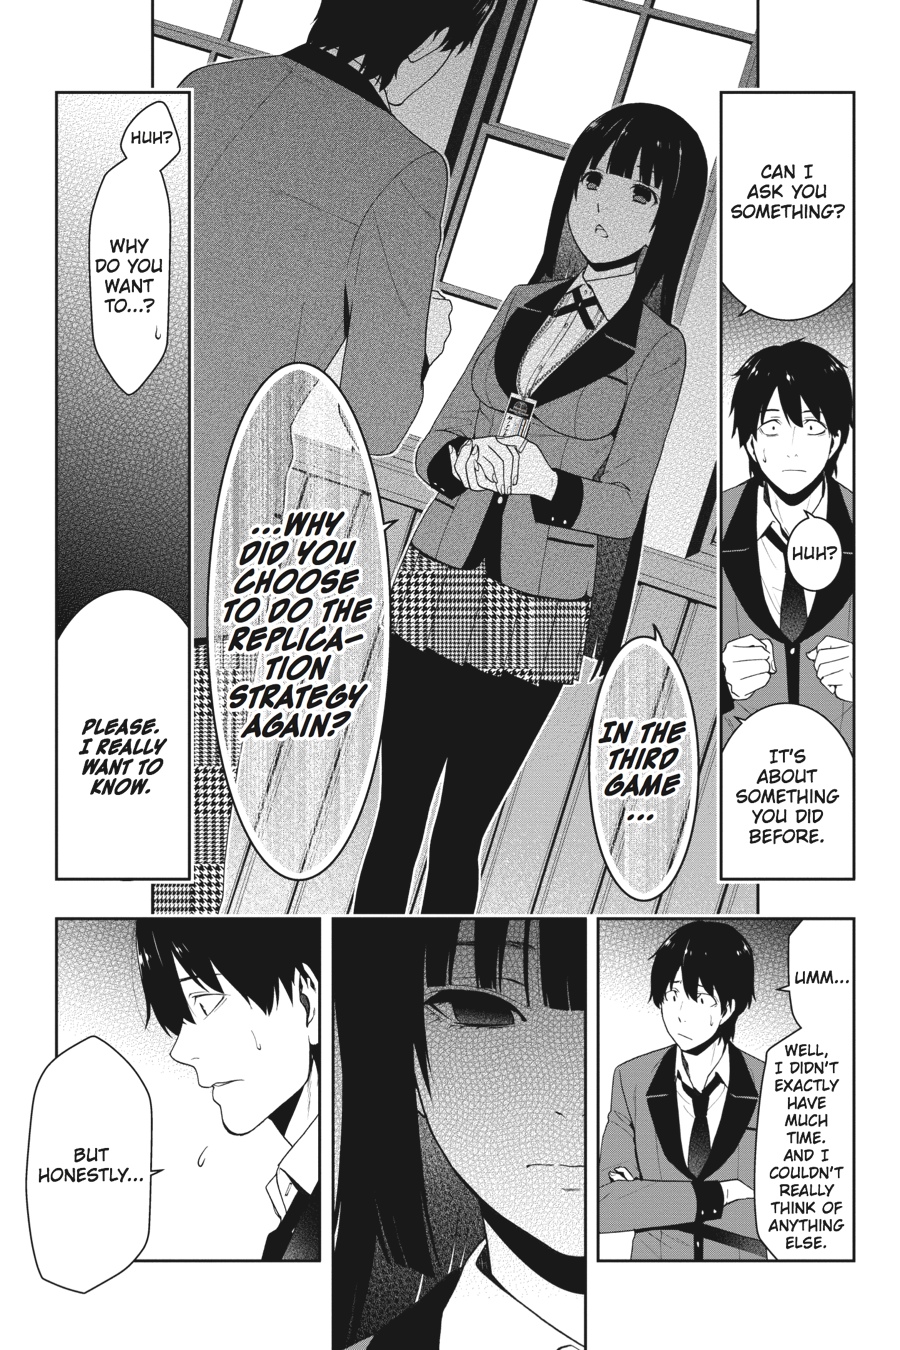 CAN I
ASK YOU
SOMETHING?
HUH?
IT'S
ABOUT
SOMETHING
YOU DID
BEFORE.
IN THE
THIRD
GAME
...
...WHY
DID YOU
CHOOSE
TO DO THE
REPLICA-
TION
STRATEGY
AGAIN?
HUH?
WHY
DO YOU
WANT
TO...?
PLEASE.
I REALLY
WANT TO
KNOW.
UMM...
WELL,
I DIDN'T
EXACTLY
HAVE
MUCH
TIME.
AND I
COULDN'T
REALLY
THINK OF
ANYTHING
ELSE.
BUT
HONESTLY...